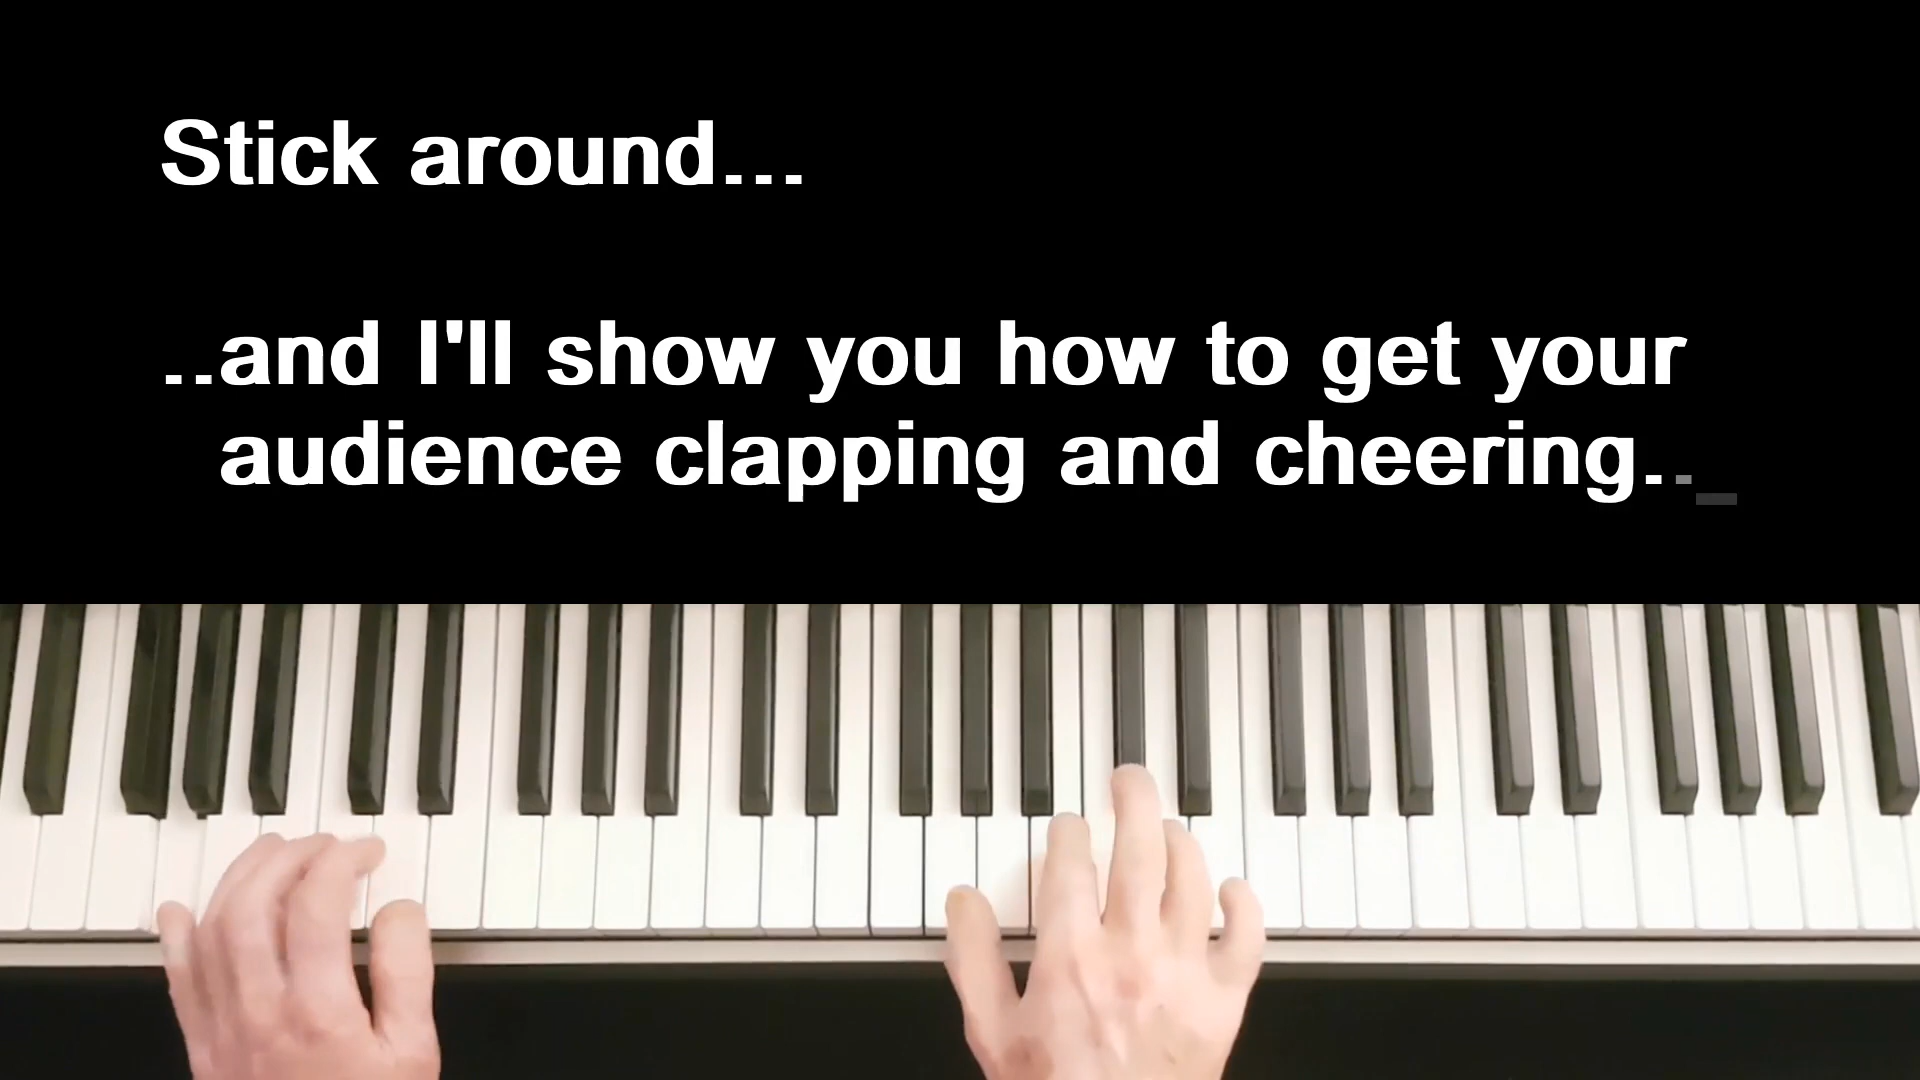 Stick around...
..and I'll show you how to get your
audience clapping and cheering.._